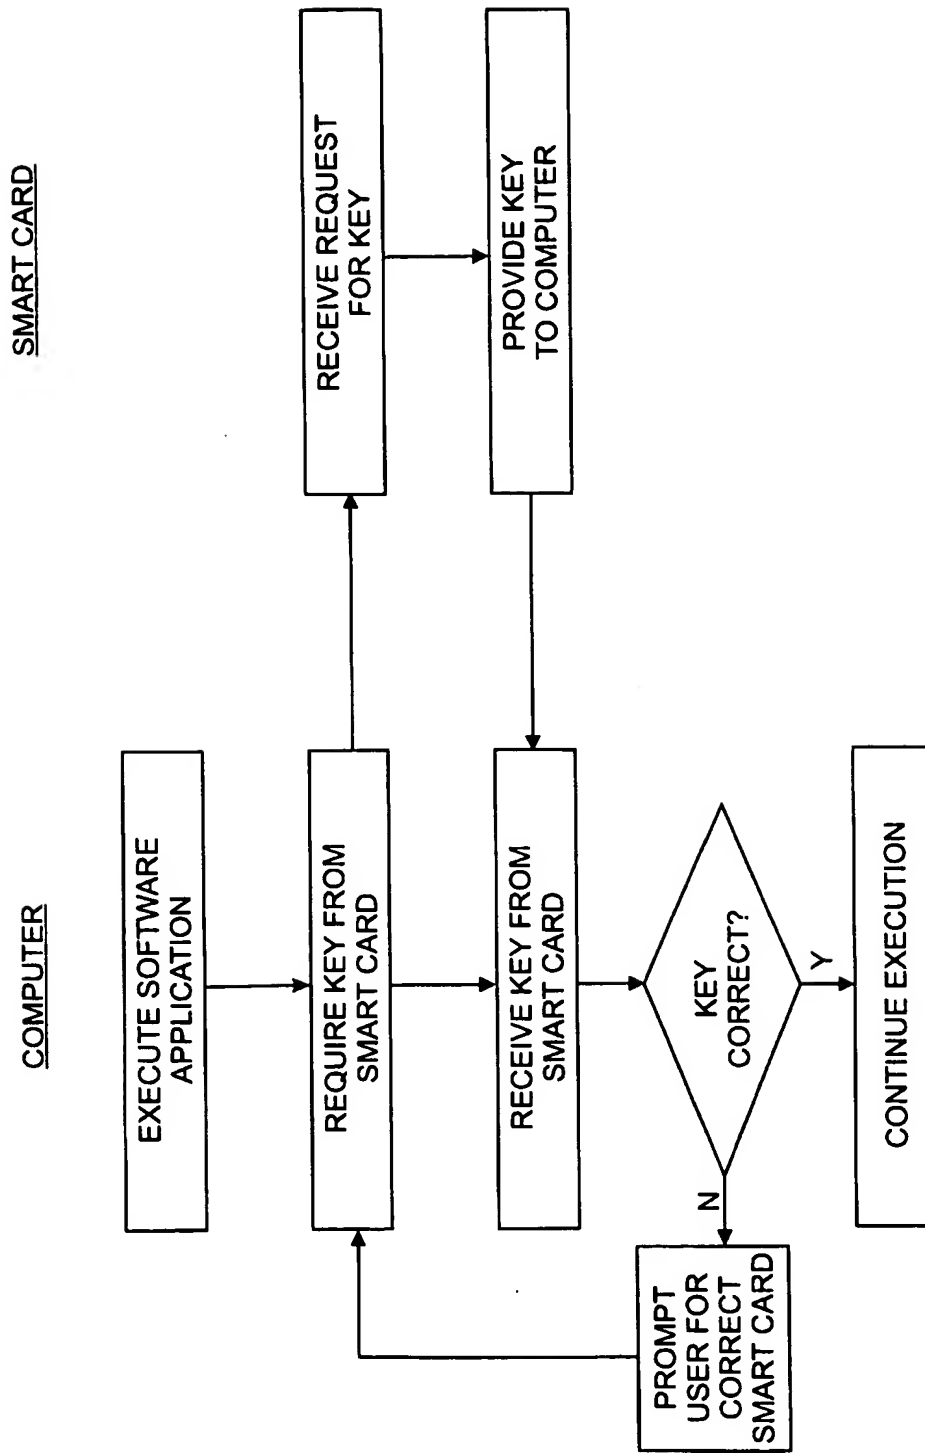 COMPUTER
SMART CARD
EXECUTE SOFTWARE
APPLICATION
REQUIRE KEY FROM
SMART CARD
RECEIVE REQUEST
FOR KEY
PROVIDE KEY
TO COMPUTER
RECEIVE KEY FROM
SMART CARD
KEY
CORRECT?
N
Y
PROMPT
USER FOR
CORRECT
SMART CARD
CONTINUE EXECUTION